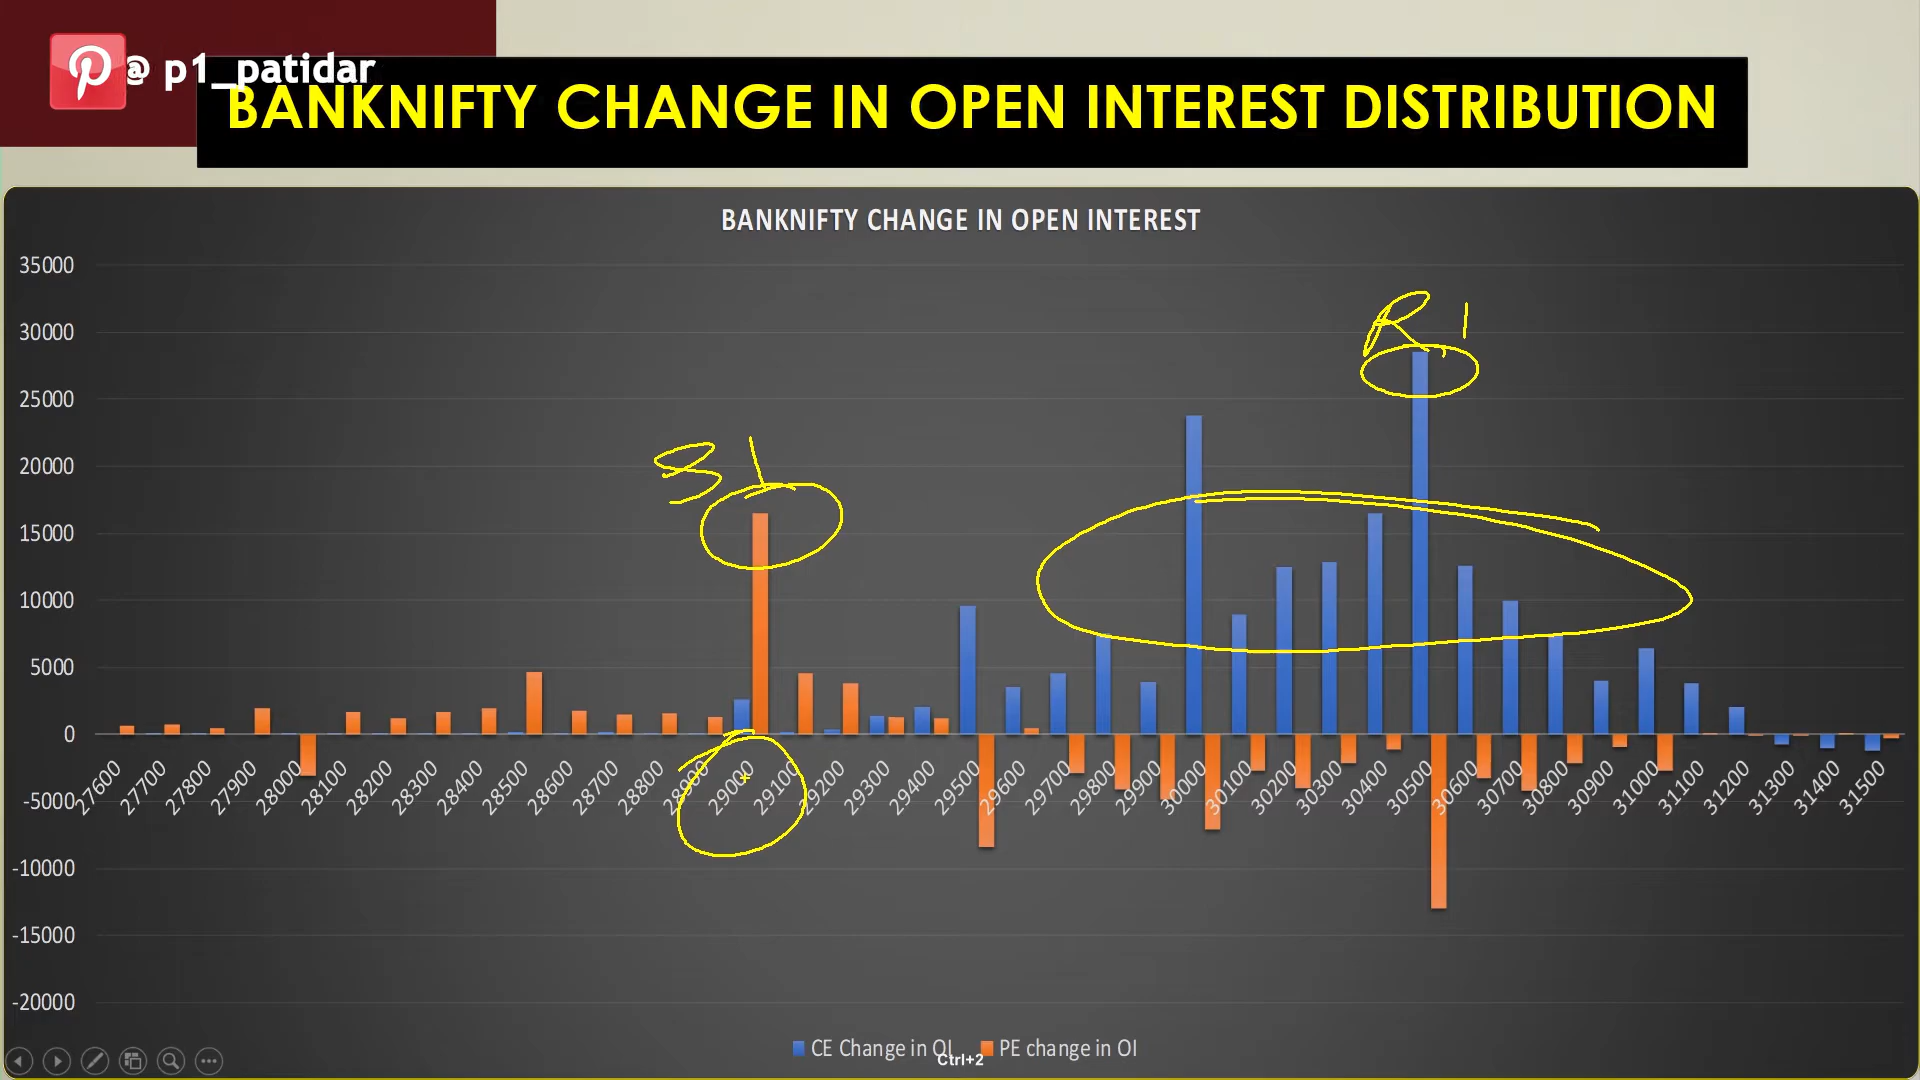 @ p1_patidar
BANKNIFTY CHANGE IN OPEN INTEREST DISTRIBUTION
BANKNIFTY CHANGE IN OPEN INTEREST
35000
30000
25000
20000
15000
10000
5000
0
-5000
-10000
-15000
-20000
R 1
S 1
27600 27700 27800 27900 28000 28100 28200 28300 28400 28500 28600 28700 28800 28900 29000 29100 29200 29300 29400 29500 29600 29700 29800 29900 30000 30100 30200 30300 30400 30500 30600 30700 30800 30900 31000 31100 31200 31300 31400 31500
CE Change in OI PE change in OI
Ctrl+2